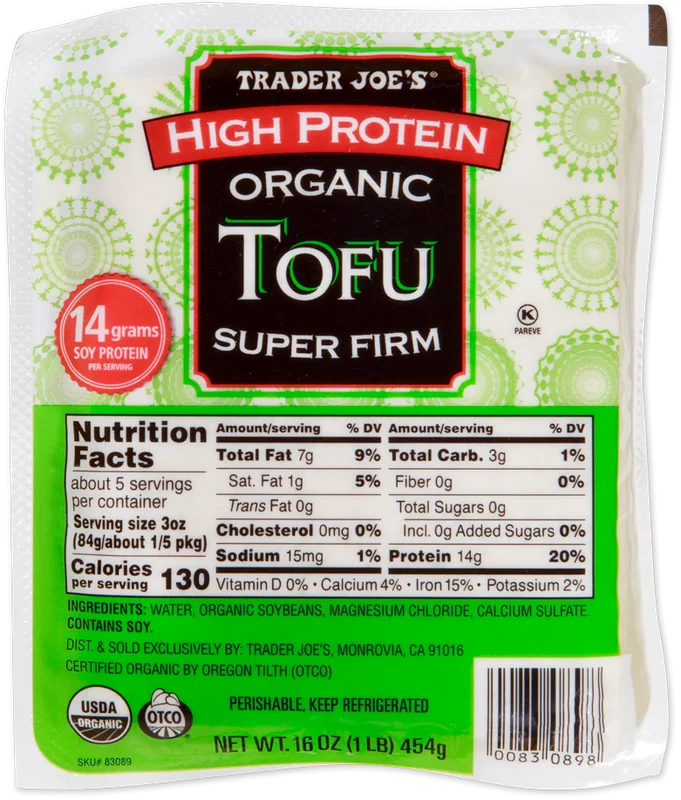 TRADER JOE'S®
HIGH PROTEIN
ORGANIC
TOFU
SUPER FIRM
14 grams
SOY PROTEIN
PER SERVING
K
PAREVE
Nutrition
Facts
about 5 servings
per container
Serving size 3oz
(84g/about 1/5 pkg)
Calories
per serving 130
Amount/serving % DV
Total Fat 7g 9%
Sat. Fat 1g 5%
Trans Fat 0g
Cholesterol 0mg 0%
Sodium 15mg 1%
Amount/serving % DV
Total Carb. 3g 1%
Fiber 0g 0%
Total Sugars 0g
Incl. 0g Added Sugars 0%
Protein 14g 20%
Vitamin D 0% • Calcium 4% • Iron 15% • Potassium 2%
INGREDIENTS: WATER, ORGANIC SOYBEANS, MAGNESIUM CHLORIDE, CALCIUM SULFATE.
CONTAINS SOY.
DIST. & SOLD EXCLUSIVELY BY: TRADER JOE'S, MONROVIA, CA 91016
CERTIFIED ORGANIC BY OREGON TILTH (OTCO)
USDA
ORGANIC
OTCO
PERISHABLE, KEEP REFRIGERATED
NET WT. 16 OZ (1 LB) 454g
SKU# 83089
0083 0898